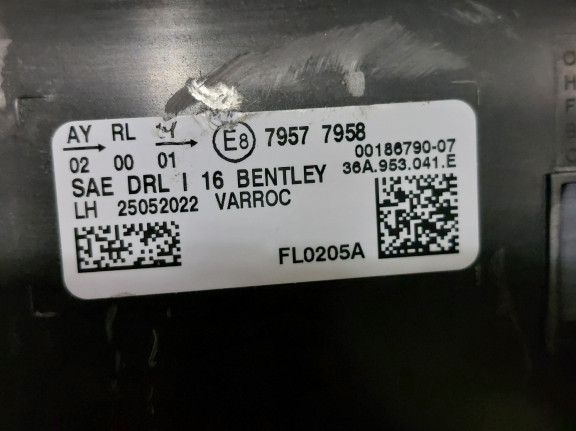 AY RL
E8 7957 7958
02 00 01
00186790-07
36A.953.041.E
SAE DRL I 16 BENTLEY
LH 25052022 VARROC
FL0205A